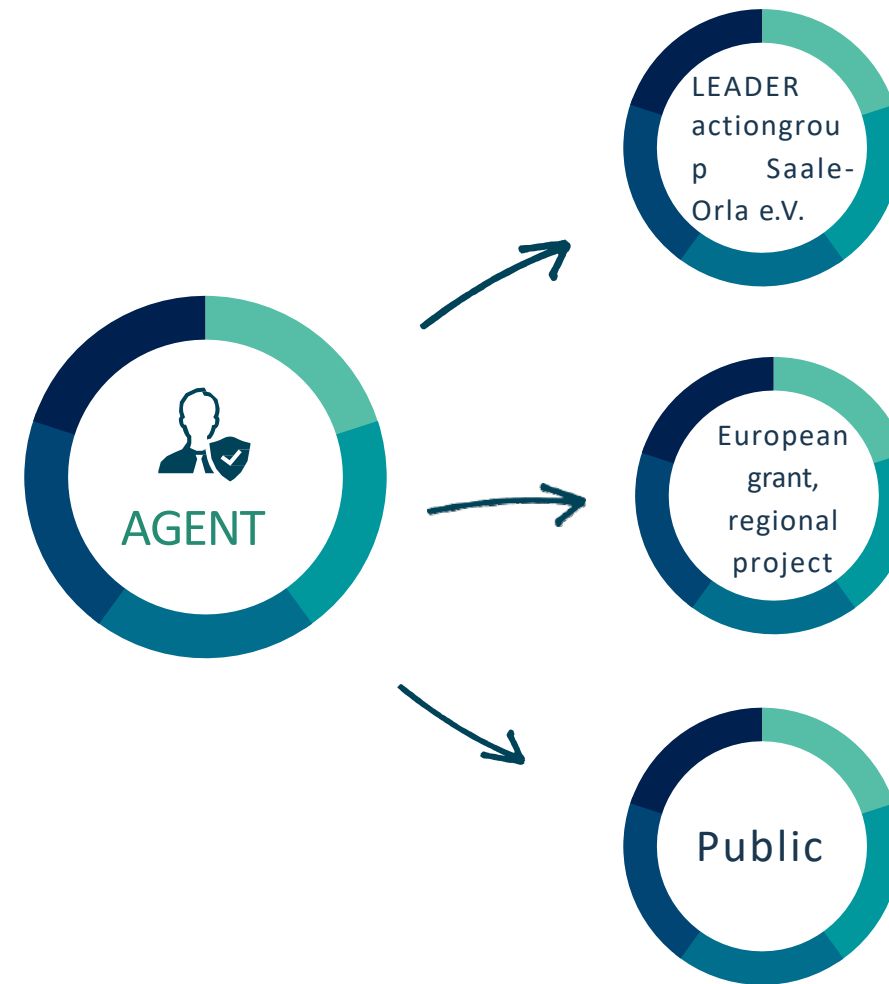 LEADER
actiongrou
p Saale-
Orla e.V.
AGENT
European
grant,
regional
project
Public